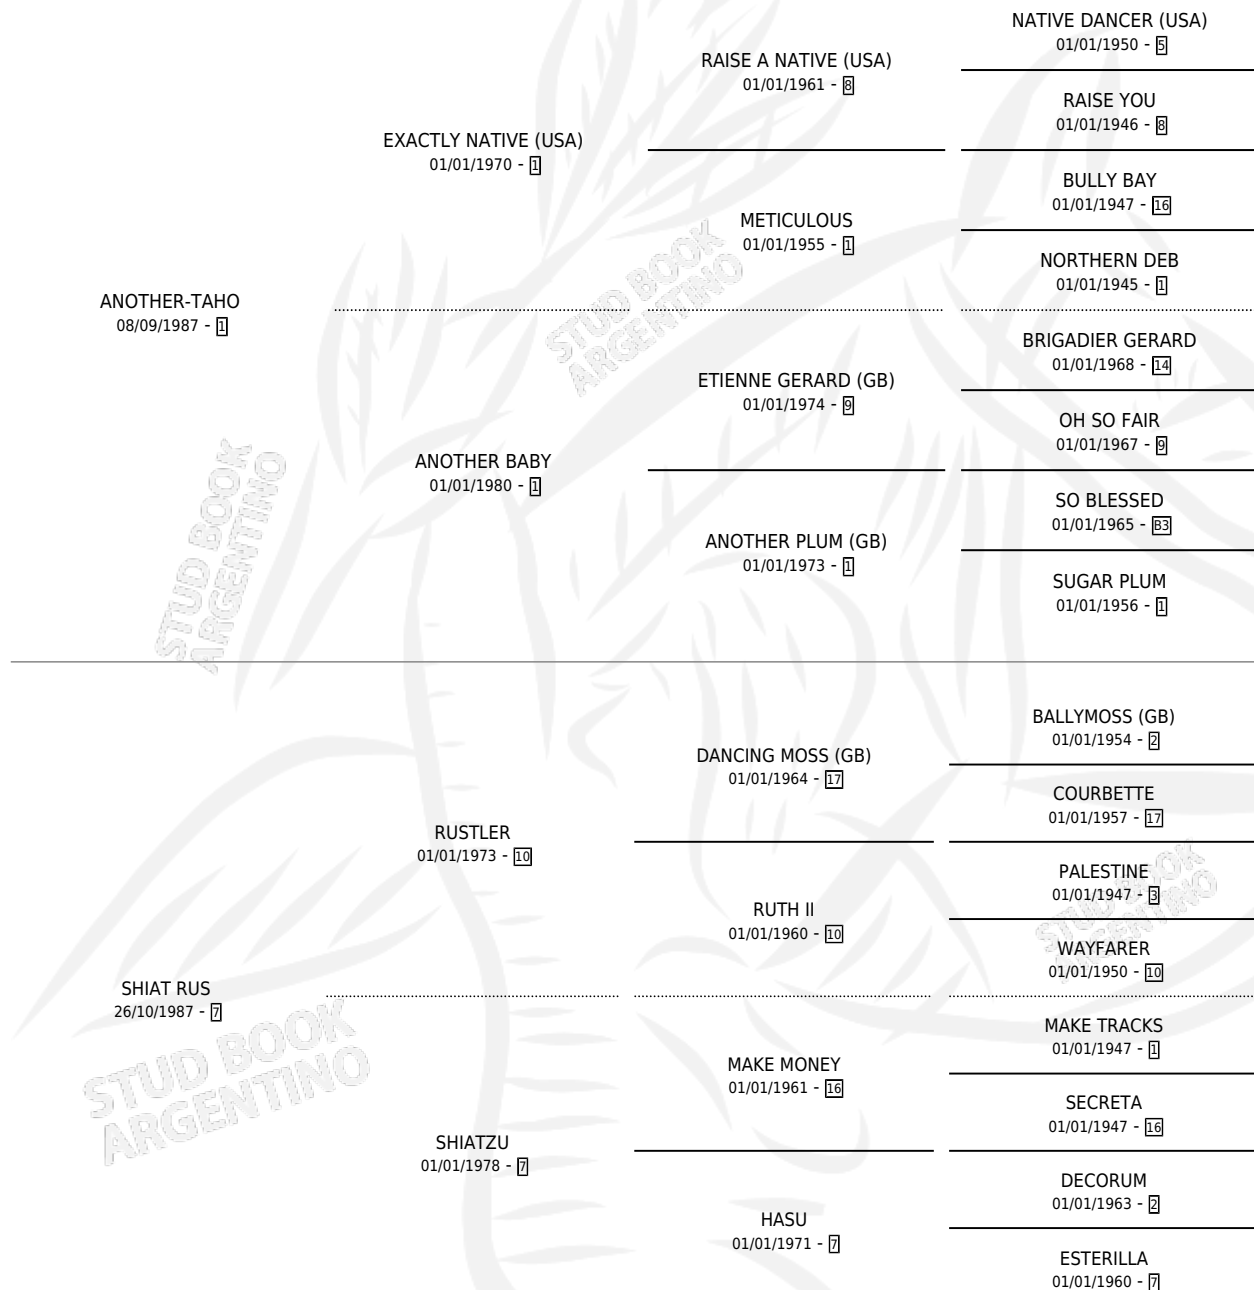 NATIVE DANCER (USA)
01/01/1950 - 5
RAISE A NATIVE (USA)
01/01/1961 - 8
RAISE YOU
01/01/1946 - 8
EXACTLY NATIVE (USA)
01/01/1970 - 1
BULLY BAY
01/01/1947 - 16
METICULOUS
01/01/1955 - 1
NORTHERN DEB
01/01/1945 - 1
ANOTHER-TAHO
08/09/1987 - 1
BRIGADIER GERARD
01/01/1968 - 14
ETIENNE GERARD (GB)
01/01/1974 - 9
OH SO FAIR
01/01/1967 - 9
ANOTHER BABY
01/01/1980 - 1
SO BLESSED
01/01/1965 - B3
ANOTHER PLUM (GB)
01/01/1973 - 1
SUGAR PLUM
01/01/1956 - 1
BALLYMOSS (GB)
01/01/1954 - 2
DANCING MOSS (GB)
01/01/1964 - 17
COURBETTE
01/01/1957 - 17
RUSTLER
01/01/1973 - 10
PALESTINE
01/01/1947 - 3
RUTH II
01/01/1960 - 10
WAYFARER
01/01/1950 - 10
SHIAT RUS
26/10/1987 - 7
MAKE TRACKS
01/01/1947 - 1
MAKE MONEY
01/01/1961 - 16
SECRETA
01/01/1947 - 16
SHIATZU
01/01/1978 - 7
DECORUM
01/01/1963 - 2
HASU
01/01/1971 - 7
ESTERILLA
01/01/1960 - 7
STUD BOOK
ARGENTINO
STUD BOOK
ARGENTINO
STUD BOOK
ARGENTINO
STUD BOOK
ARGENTINO